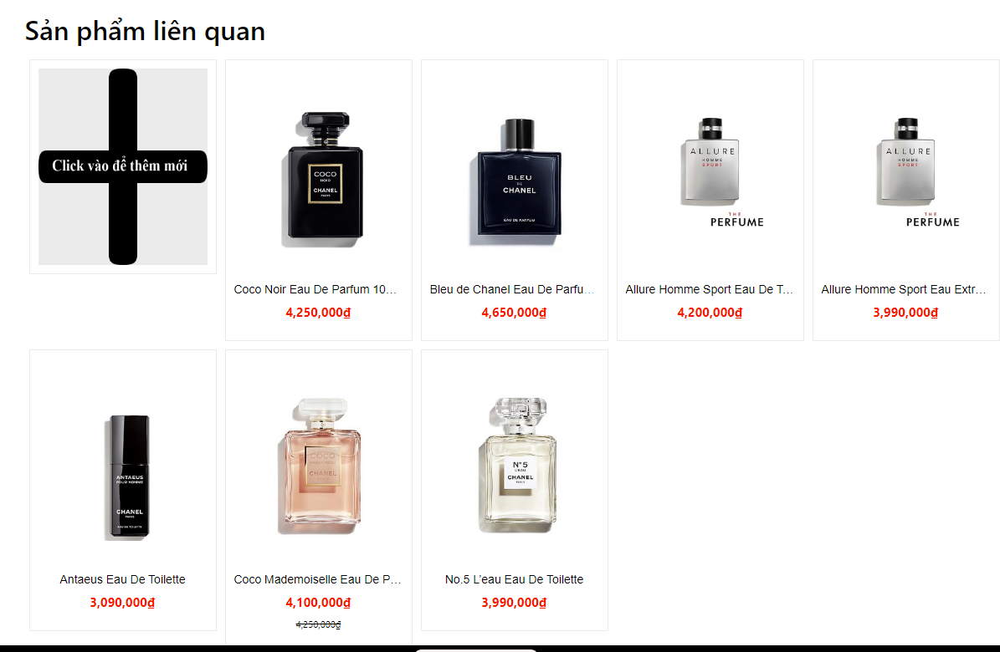 Sản phẩm liên quan
Click vào để thêm mới
COCO
NOIR
CHANEL
PARIS
BLEU
DE
CHANEL
EAU DE PARFUM
ALLURE
HOMME
SPORT
THE
PERFUME
ALLURE
HOMME
SPORT
THE
PERFUME
Coco Noir Eau De Parfum 10…
Bleu de Chanel Eau De Parfu…
Allure Homme Sport Eau De T…
Allure Homme Sport Eau Extr…
4,250,000₫
4,650,000₫
4,200,000₫
3,990,000₫
ANTAEUS
POUR HOMME
CHANEL
PARIS
EAU DE TOILETTE
COCO
MADEMOISELLE
CHANEL
PARIS
N°5
L'EAU
CHANEL
PARIS
Antaeus Eau De Toilette
Coco Mademoiselle Eau De P…
No.5 L’eau Eau De Toilette
3,090,000₫
4,100,000₫
3,990,000₫
4,250,000₫